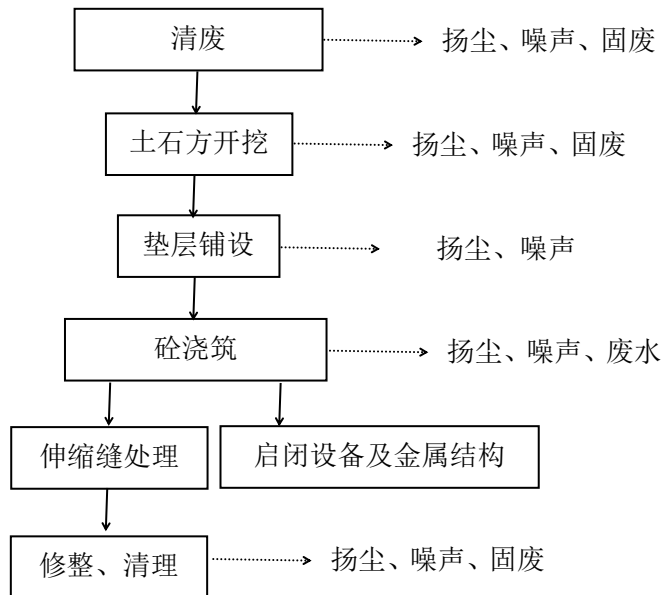 清废
扬尘、噪声、固废
土石方开挖
扬尘、噪声、固废
垫层铺设
扬尘、噪声
砼浇筑
扬尘、噪声、废水
伸缩缝处理
启闭设备及金属结构
修整、清理
扬尘、噪声、固废